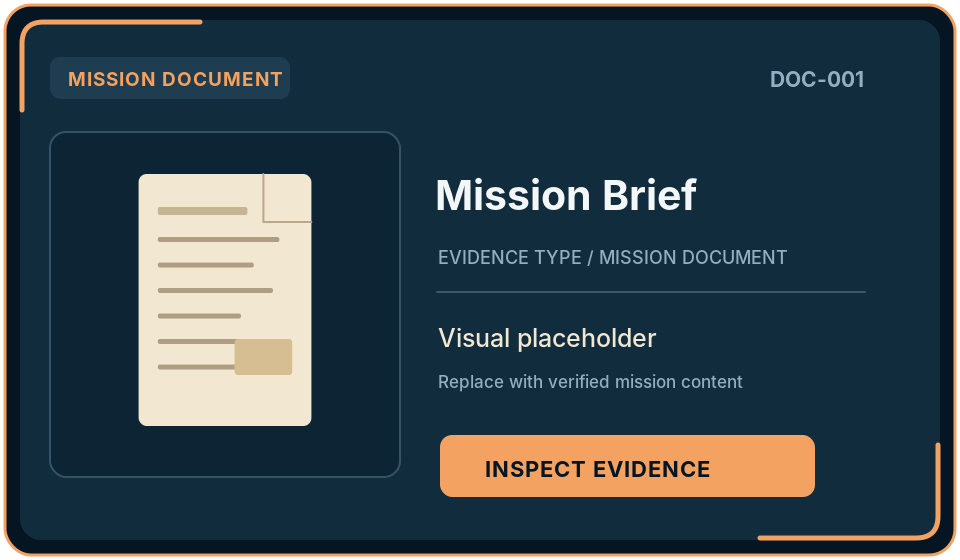 MISSION DOCUMENT
DOC-001
Mission Brief
EVIDENCE TYPE / MISSION DOCUMENT
Visual placeholder
Replace with verified mission content
INSPECT EVIDENCE